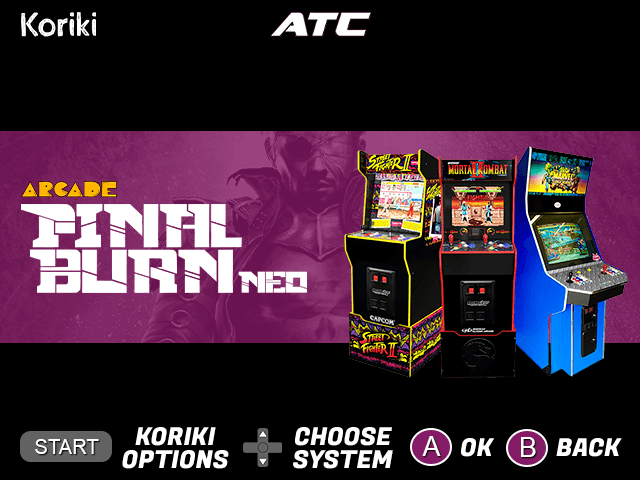 Koriki
ATC
ARCADE
FINAL
BURN NEO
STREET
FIGHTER II
MORTAL KOMBAT
CAPCOM
STREET
FIGHTER II
START
KORIKI
OPTIONS
CHOOSE
SYSTEM
A OK
B BACK